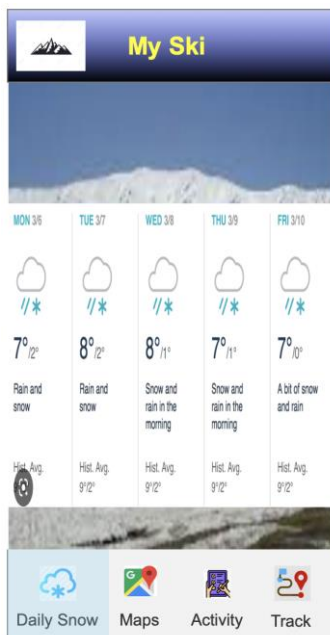 My Ski
MON 3/6
7°/2°
Rain and
snow
Hist. Avg.
TUE 3/7
8°/2°
Rain and
snow
Hist. Avg.
9°/2°
WED 3/8
8°/1°
Snow and
rain in the
morning
Hist. Avg.
9°/2°
THU 3/9
7°/1°
Snow and
rain in the
morning
Hist. Avg.
9°/2°
FRI 3/10
7°/0°
A bit of snow
and rain
Hist. Avg.
9°/2°
Daily Snow
Maps
Activity
Track